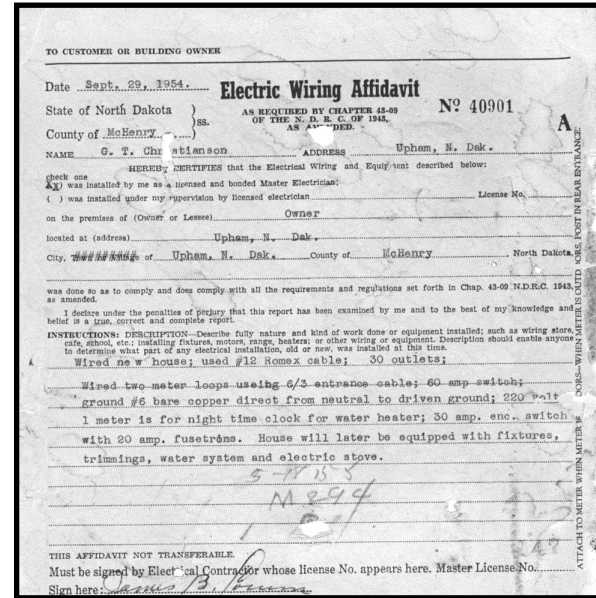 TO CUSTOMER OR BUILDING OWNER
Date Sept. 29, 1954.
Electric Wiring Affidavit
State of North Dakota )
)ss.
County of McHenry )
AS REQUIRED BY CHAPTER 43-09
OF THE N. D. R. C. OF 1943,
AS AMENDED.
Nº 40901
A
NAME G. T. Christianson ADDRESS Upham, N. Dak.
HEREBY CERTIFIES that the Electrical Wiring and Equipment described below:
check one
(X) was installed by me as a licensed and bonded Master Electrician;
( ) was installed under my supervision by licensed electrician License No.
on the premises of (Owner or Lessee) Owner
located at (address) Upham, N. Dak.
City, of Upham, N. Dak. County of McHenry, North Dakota,
was done so as to comply and does comply with all the requirements and regulations set forth in Chap. 43-09 N.D.R.C. 1943,
as amended.
I declare under the penalties of perjury that this report has been examined by me and to the best of my knowledge and
belief is a true, correct and complete report.
INSTRUCTIONS: DESCRIPTION—Describe fully nature and kind of work done or equipment installed; such as wiring store,
cafe, school, etc.; installing fixtures, motors, range, heaters; or other wiring or equipment. Description should enable anyone
to determine what part of any electrical installation, old or new, was installed at this time.
Wired new house; used #12 Romex cable; 30 outlets;
Wired two meter loops useing 6/3 entrance cable; 60 amp switch;
ground #6 bare copper direct from neutral to driven ground; 220 volt
1 meter is for night time clock for water heater; 30 amp. enc. switch
with 20 amp. fusetrons. House will later be equipped with fixtures,
trimmings, water system and electric stove.
M294
THIS AFFIDAVIT NOT TRANSFERABLE.
Must be signed by Electrical Contractor whose license No. appears here. Master License No.
Sign here: James B.
ATTACH TO METER WHEN METER IS DOORS—WHEN METER IS OUTDOORS, POST IN REAR ENTRANCE